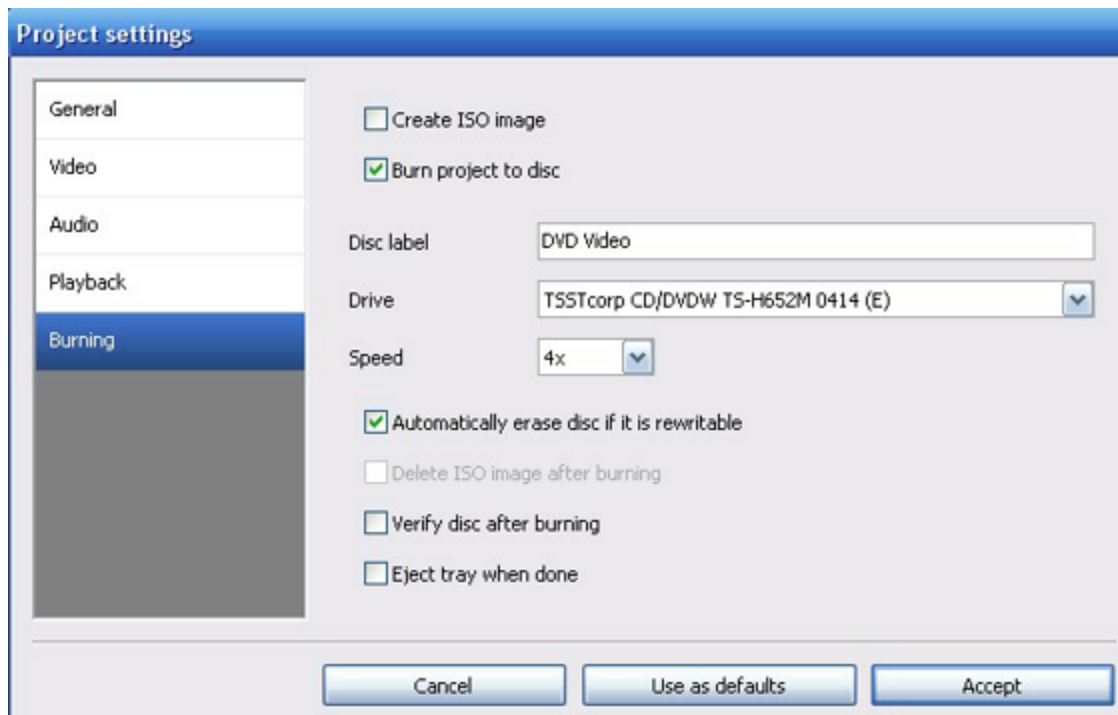 Project settings
General
Video
Audio
Playback
Burning
Create ISO image
Burn project to disc
Disc label
DVD Video
Drive
TSSTcorp CD/DVDW TS-H652M 0414 (E)
Speed
4x
Automatically erase disc if it is rewritable
Delete ISO image after burning
Verify disc after burning
Eject tray when done
Cancel
Use as defaults
Accept